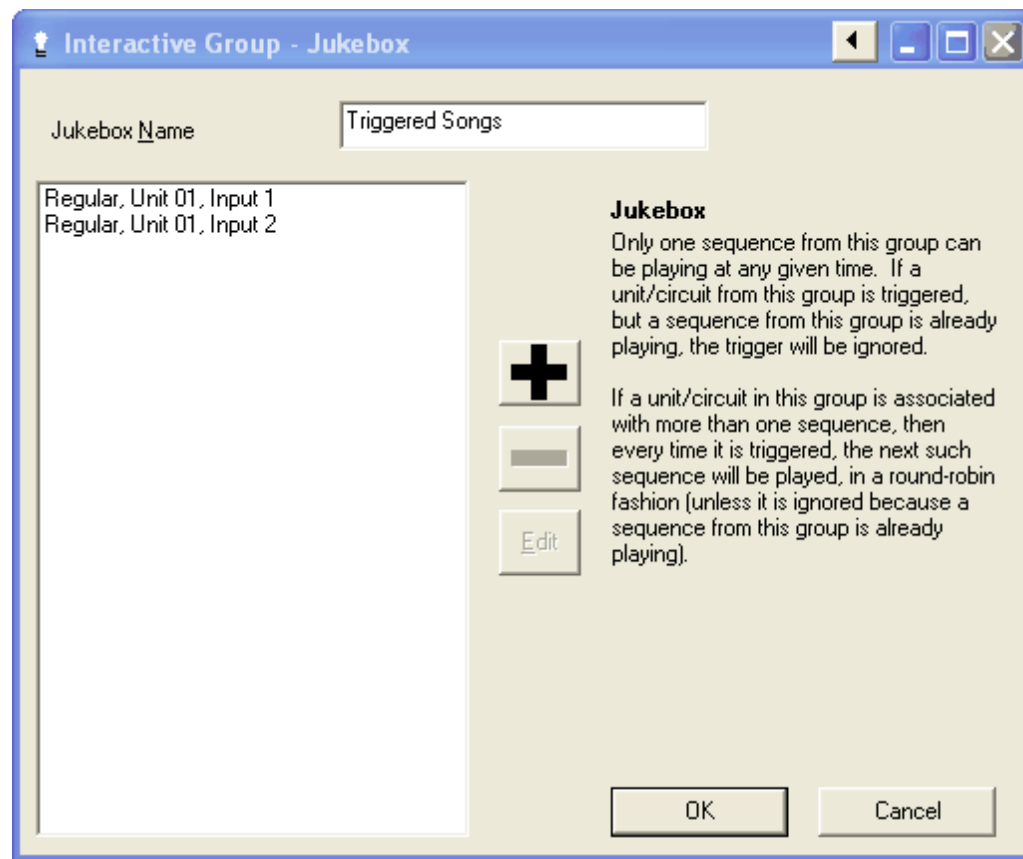 Interactive Group - Jukebox
Jukebox Name
Triggered Songs
Regular, Unit 01, Input 1
Regular, Unit 01, Input 2
Jukebox
Only one sequence from this group can
be playing at any given time. If a
unit/circuit from this group is triggered,
but a sequence from this group is already
playing, the trigger will be ignored.
If a unit/circuit in this group is associated
with more than one sequence, then
every time it is triggered, the next such
sequence will be played, in a round-robin
fashion (unless it is ignored because a
sequence from this group is already
playing).
Edit
OK
Cancel